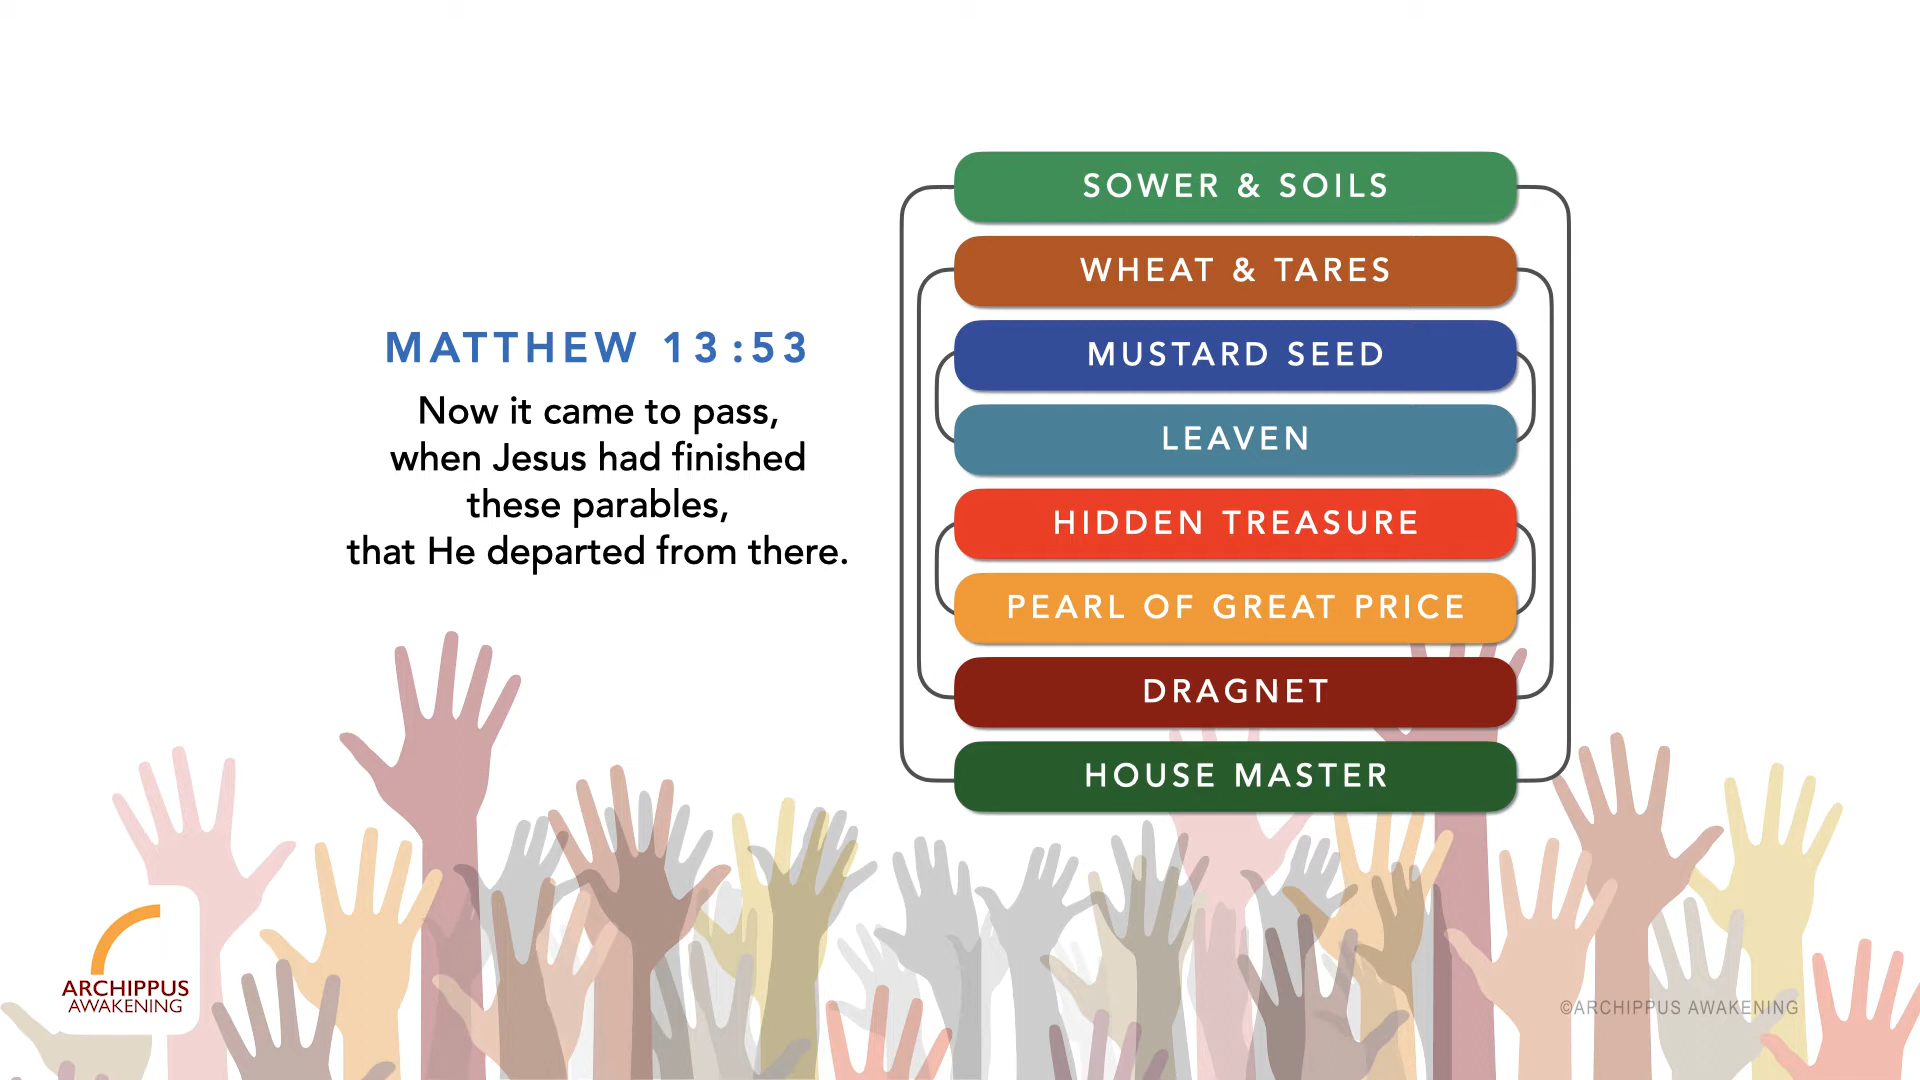 MATTHEW 13:53
Now it came to pass,
when Jesus had finished
these parables,
that He departed from there.
SOWER & SOILS
WHEAT & TARES
MUSTARD SEED
LEAVEN
HIDDEN TREASURE
PEARL OF GREAT PRICE
DRAGNET
HOUSE MASTER
ARCHIPPUS
AWAKENING
©ARCHIPPUS AWAKENING